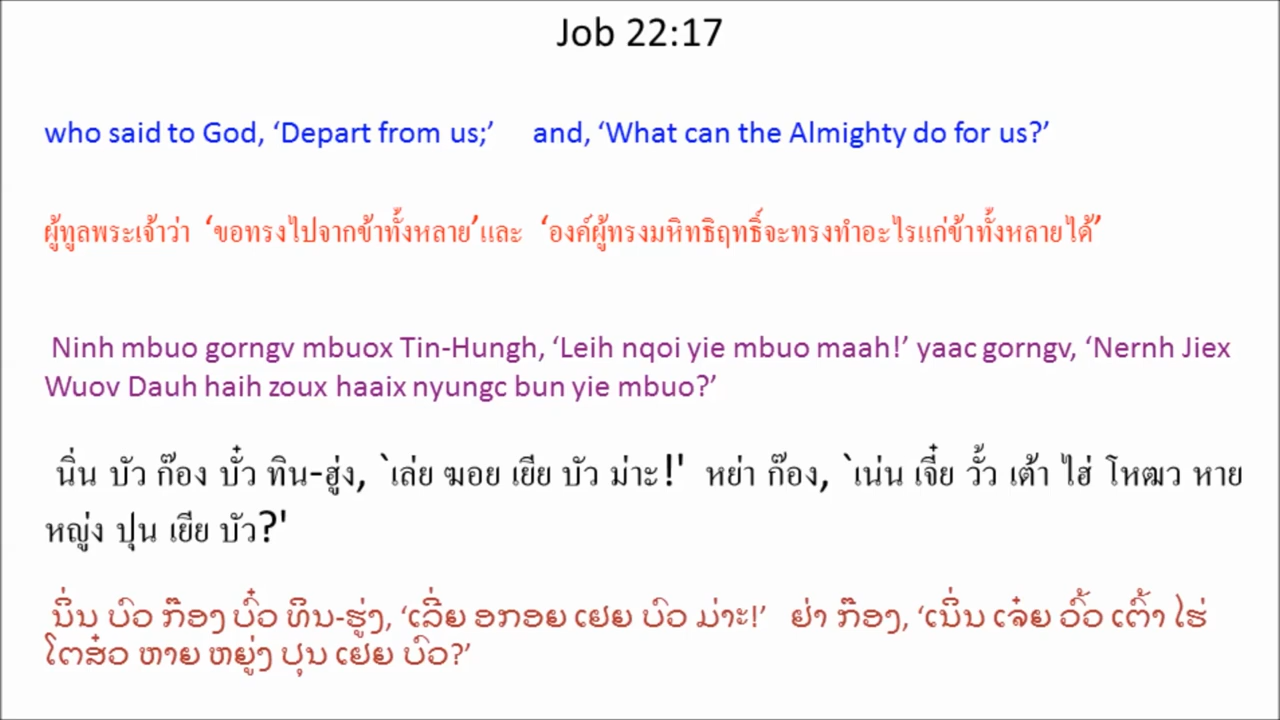 Job 22:17
who said to God, ‘Depart from us;’ and, ‘What can the Almighty do for us?’
ผู้ทูลพระเจ้าว่า ‘ขอทรงไปจากข้าทั้งหลาย’และ ‘องค์ผู้ทรงมหิทธิฤทธิ์จะทรงทำอะไรแก่ข้าทั้งหลายได้’
Ninh mbuo gorngv mbuox Tin-Hungh, ‘Leih nqoi yie mbuo maah!’ yaac gorngv, ‘Nernh Jiex
Wuov Dauh haih zoux haaix nyungc bun yie mbuo?’
นิ่น บัว ก๊อง บั๋ว ทิน-ฮู่ง, `เล่ย ฆอย เยีย บัว ม่าะ!' หย่า ก๊อง, `เน่น เจี๋ย วั้ว เต้า ไฮ่ โหฒว หาย
หญู่ง ปุน เยีย บัว?'
ນິ່ນ ບົວ ກ໊ອງ ບົ໋ວ ທິນ-ຮູ່ງ, ‘ເລີ່ຍ ອກອຍ ເຢຍ ບົວ ມ່າະ!’ ຢ່າ ກ໊ອງ, ‘ເນິ່ນ ເຈ໋ຍ ວົ້ວ ເຕົ້າ ໄຮ່
ໂຕສ໋ວ ຫາຍ ຫຍູ່ງ ປຸນ ເຢຍ ບົວ?’